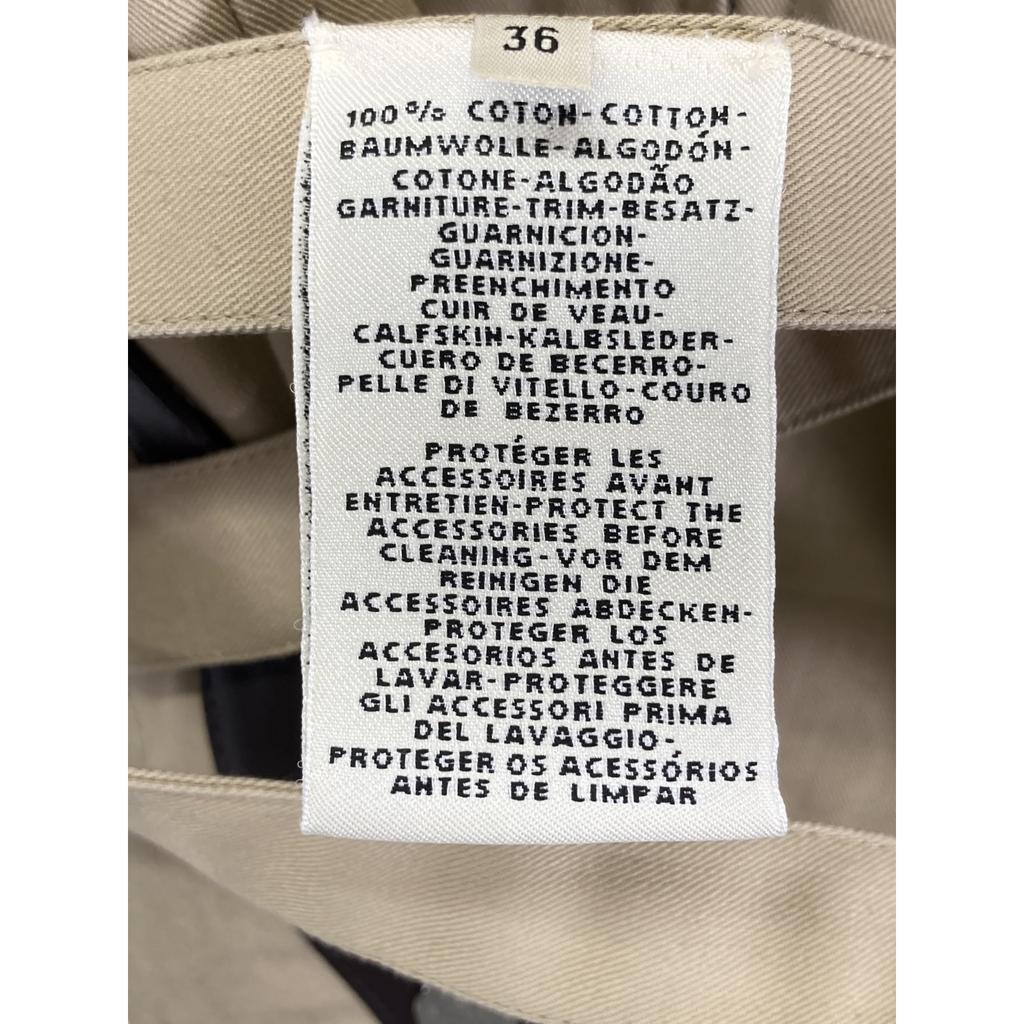 36
100% COTON-COTTON-
BAUMWOLLE-ALGODÓN-
COTONE-ALGODÃO
GARNITURE-TRIM-BESATZ-
GUARNICION-
GUARNIZIONE-
PREENCHIMENTO
CUIR DE VEAU-
CALFSKIN-KALBSLEDER-
CUERO DE BECERRO-
PELLE DI VITELLO-COURO
DE BEZERRO
PROTÉGER LES
ACCESSOIRES AVANT
ENTRETIEN-PROTECT THE
ACCESSORIES BEFORE
CLEANING-VOR DEM
REINIGEN DIE
ACCESSOIRES ABDECKEN-
PROTEGER LOS
ACCESORIOS ANTES DE
LAVAR-PROTEGGERE
GLI ACCESSORI PRIMA
DEL LAVAGGIO-
PROTEGER OS ACESSÓRIOS
ANTES DE LIMPAR